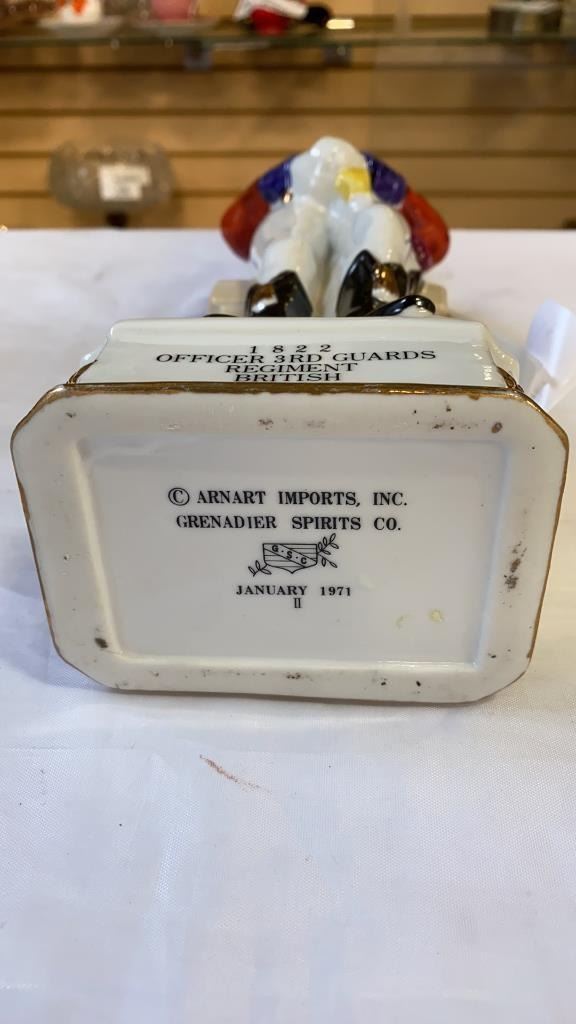 1822
OFFICER 3RD GUARDS
REGIMENT
BRITISH
© ARNART IMPORTS, INC.
GRENADIER SPIRITS CO.
G·S·C
JANUARY 1971
II